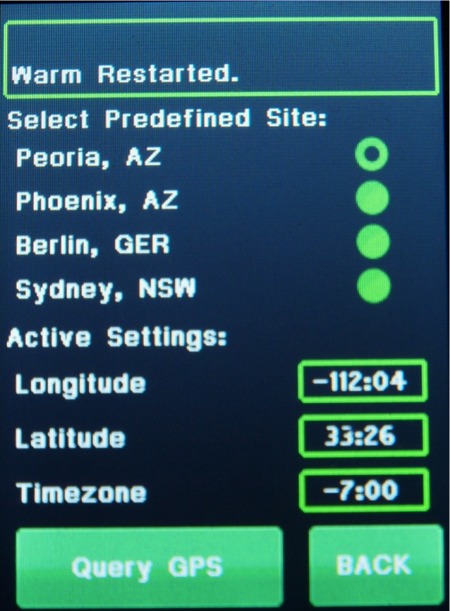 Warm Restarted.
Select Predefined Site:
Peoria, AZ
Phoenix, AZ
Berlin, GER
Sydney, NSW
Active Settings:
Longitude -112:04
Latitude 33:26
Timezone -7:00
Query GPS BACK